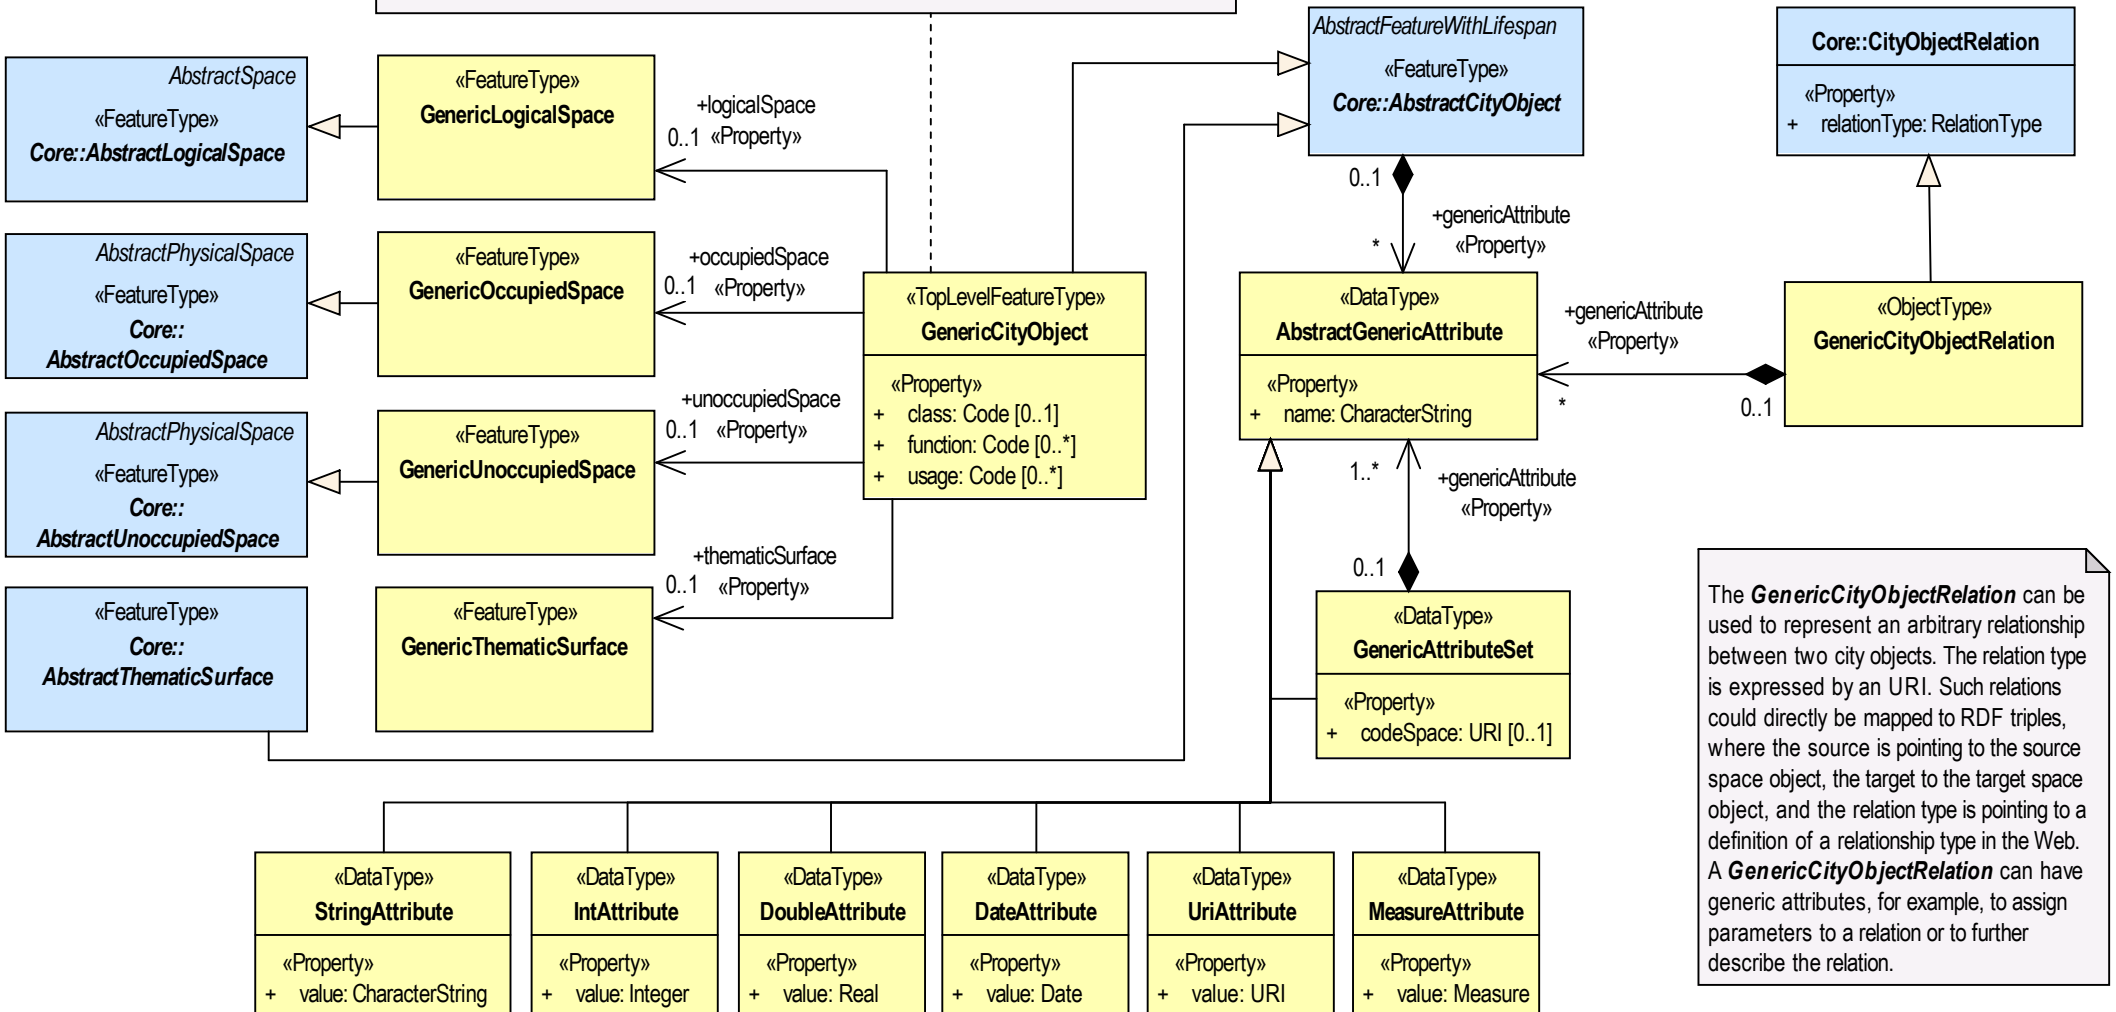 AbstractSpace
«FeatureType»
Core::AbstractLogicalSpace
«FeatureType»
GenericLogicalSpace
+logicalSpace
0..1 «Property»
AbstractFeatureWithLifespan
«FeatureType»
Core::AbstractCityObject
Core::CityObjectRelation
«Property»
+ relationType: RelationType
AbstractPhysicalSpace
«FeatureType»
Core::
AbstractOccupiedSpace
«FeatureType»
GenericOccupiedSpace
+occupiedSpace
0..1 «Property»
0..1
+genericAttribute
* «Property»
«TopLevelFeatureType»
GenericCityObject
«Property»
+ class: Code [0..1]
+ function: Code [0..*]
+ usage: Code [0..*]
«DataType»
AbstractGenericAttribute
«Property»
+ name: CharacterString
+genericAttribute
«Property»
*
0..1
«ObjectType»
GenericCityObjectRelation
AbstractPhysicalSpace
«FeatureType»
Core::
AbstractUnoccupiedSpace
«FeatureType»
GenericUnoccupiedSpace
+unoccupiedSpace
0..1 «Property»
1..*
+genericAttribute
«Property»
0..1
«FeatureType»
Core::
AbstractThematicSurface
«FeatureType»
GenericThematicSurface
+thematicSurface
0..1 «Property»
«DataType»
GenericAttributeSet
«Property»
+ codeSpace: URI [0..1]
The GenericCityObjectRelation can be
used to represent an arbitrary relationship
between two city objects. The relation type
is expressed by an URI. Such relations
could directly be mapped to RDF triples,
where the source is pointing to the source
space object, the target to the target space
object, and the relation type is pointing to a
definition of a relationship type in the Web.
A GenericCityObjectRelation can have
generic attributes, for example, to assign
parameters to a relation or to further
describe the relation.
«DataType»
StringAttribute
«Property»
+ value: CharacterString
«DataType»
IntAttribute
«Property»
+ value: Integer
«DataType»
DoubleAttribute
«Property»
+ value: Real
«DataType»
DateAttribute
«Property»
+ value: Date
«DataType»
UriAttribute
«Property»
+ value: URI
«DataType»
MeasureAttribute
«Property»
+ value: Measure